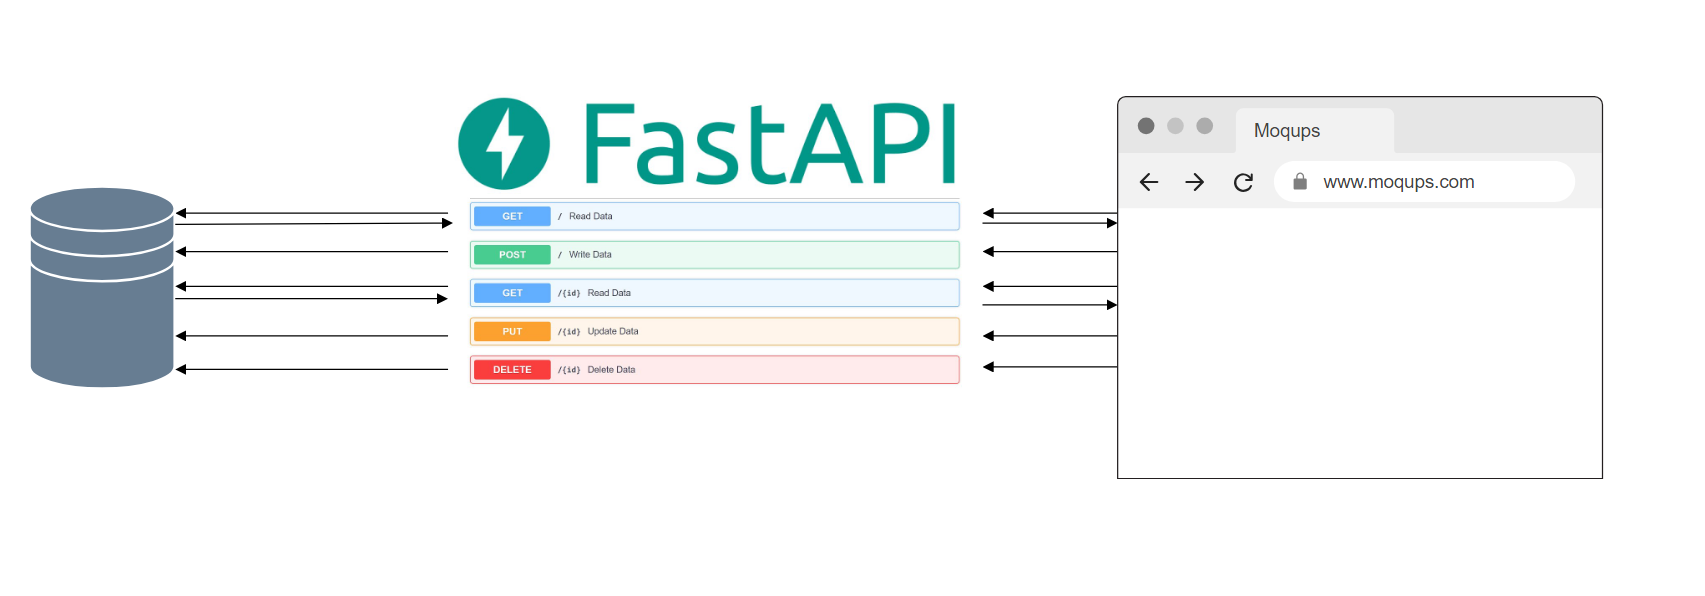 FastAPI
GET / Read Data
POST / Write Data
GET /{id} Read Data
PUT /{id} Update Data
DELETE /{id} Delete Data
Moqups
www.moqups.com